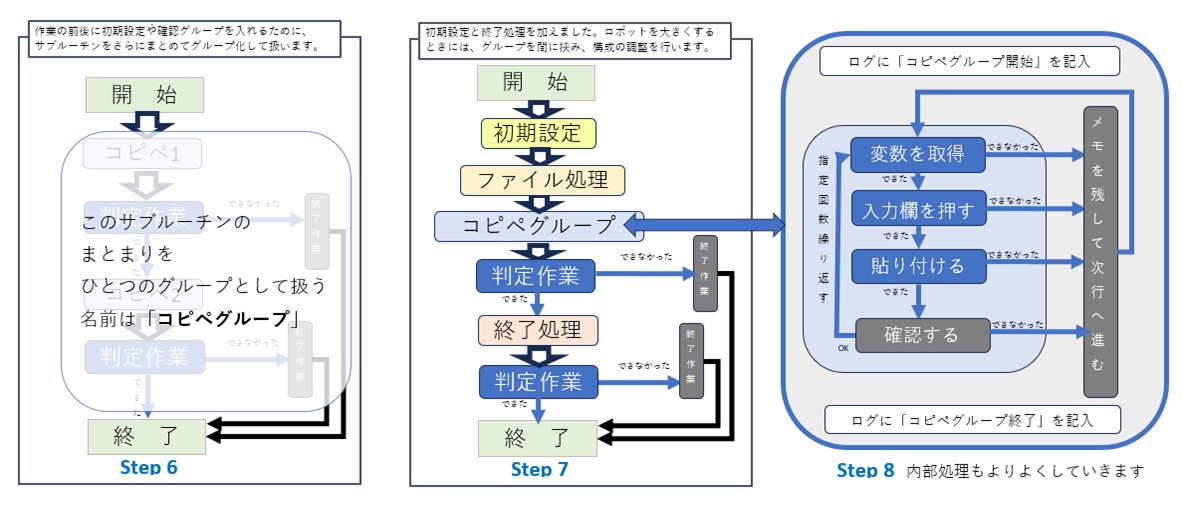 作業の前後に初期設定や確認グループを入れるために、
サブルーチンをさらにまとめてグループ化して扱います。
開 始
コピペ1
判定作業
できなかった
終了作業
でき
このサブルーチンの
まとまりを
ひとつのグループとして扱う
コピペ2
名前は「コピペグループ」
判定作業
できなかった
終了作業
できた
終 了
Step 6
初期設定と終了処理を加えました。ロボットを大きくする
ときには、グループを間に挟み、構成の調整を行います。
開 始
初期設定
ファイル処理
コピペグループ
判定作業
できなかった
終了作業
できた
終了処理
判定作業
できなかった
終了作業
できた
終 了
Step 7
ログに「コピペグループ開始」を記入
指定回数繰り返す
変数を取得
できなかった
できた
入力欄を押す
できなかった
できた
貼り付ける
できなかった
できた
確認する
できなかった
OK
メモを残して次行へ進む
ログに「コピペグループ終了」を記入
Step 8 内部処理もよりよくしていきます